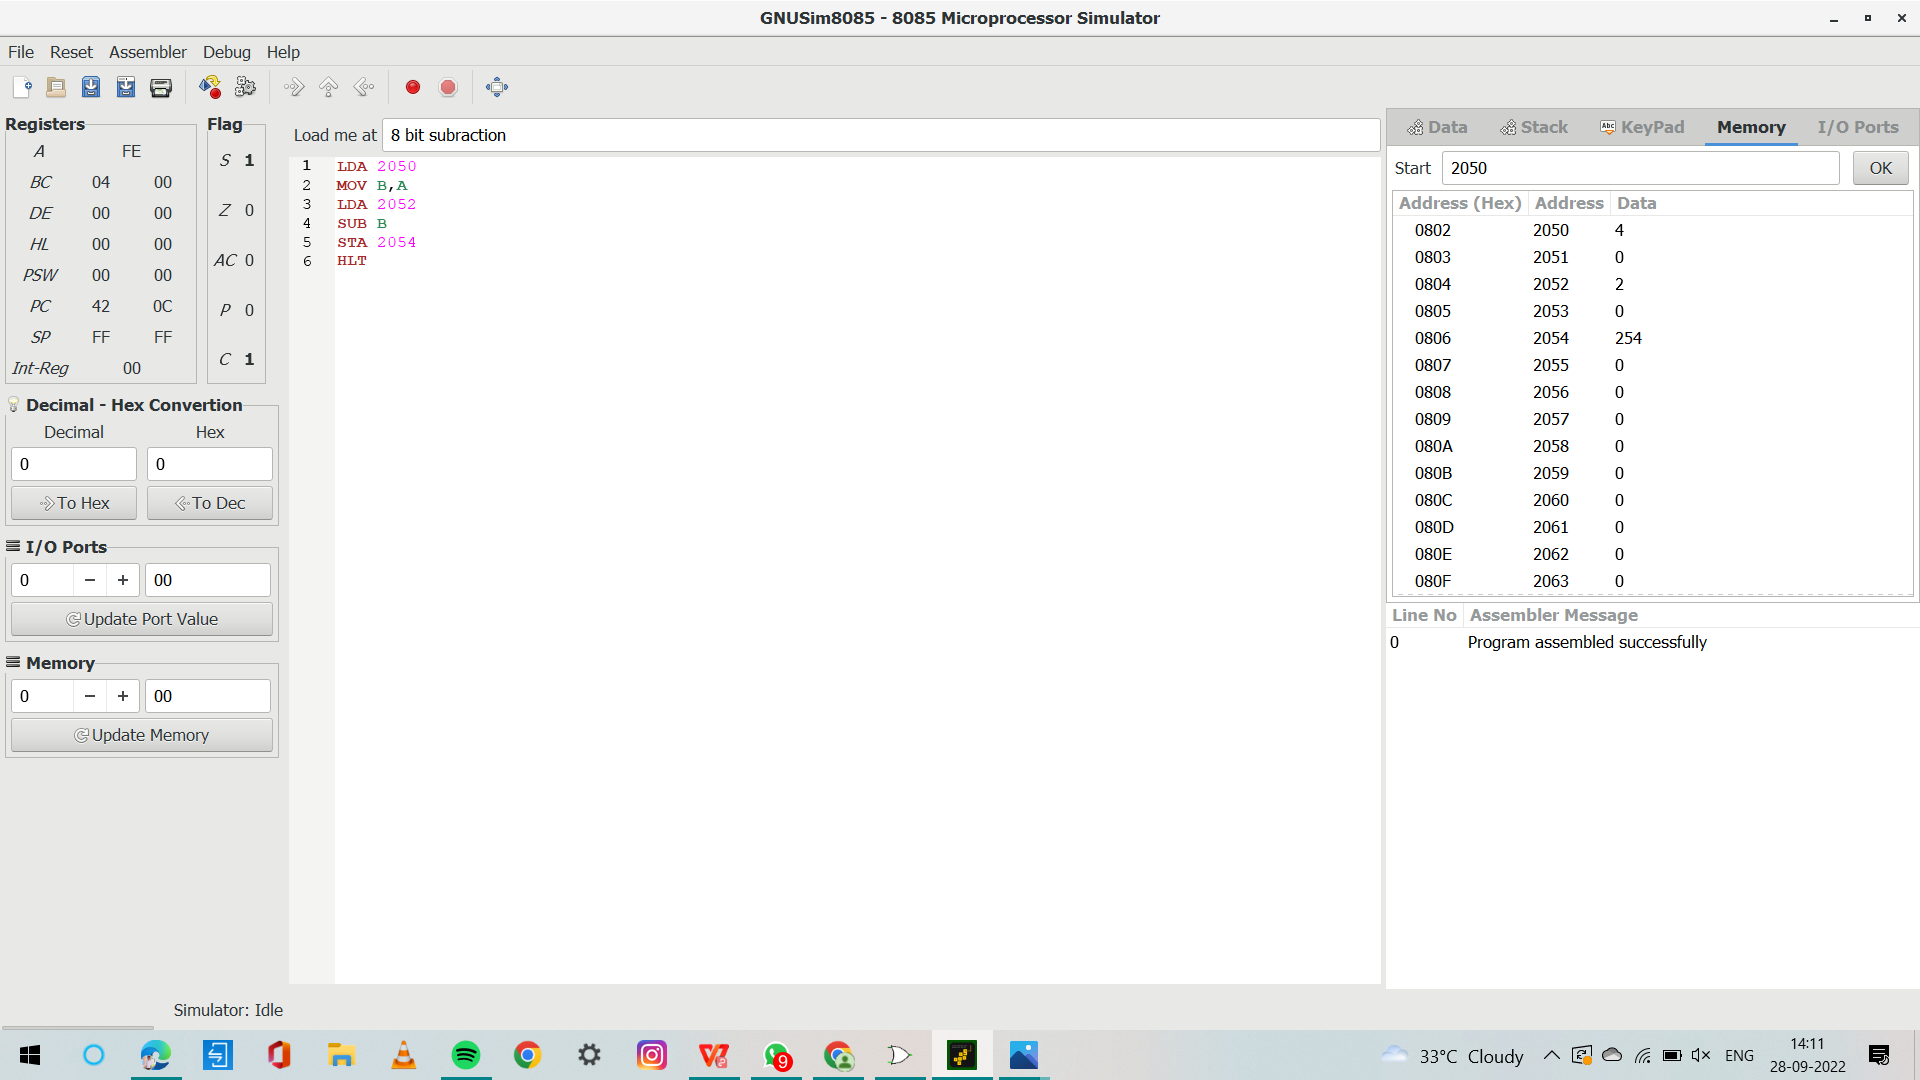 GNUSim8085 - 8085 Microprocessor Simulator
File Reset Assembler Debug Help
Registers
A FE
BC 04 00
DE 00 00
HL 00 00
PSW 00 00
PC 42 0C
SP FF FF
Int-Reg 00
Flag
S 1
Z 0
AC 0
P 0
C 1
Decimal - Hex Convertion
Decimal Hex
0 0
To Hex To Dec
I/O Ports
0 − + 00
Update Port Value
Memory
0 − + 00
Update Memory
Load me at 8 bit subraction
1 LDA 2050
2 MOV B,A
3 LDA 2052
4 SUB B
5 STA 2054
6 HLT
Data Stack Abc KeyPad Memory I/O Ports
Start 2050 OK
Address (Hex) Address Data
0802 2050 4
0803 2051 0
0804 2052 2
0805 2053 0
0806 2054 254
0807 2055 0
0808 2056 0
0809 2057 0
080A 2058 0
080B 2059 0
080C 2060 0
080D 2061 0
080E 2062 0
080F 2063 0
Line No Assembler Message
0 Program assembled successfully
Simulator: Idle
9
33°C Cloudy
ENG
14:11
28-09-2022